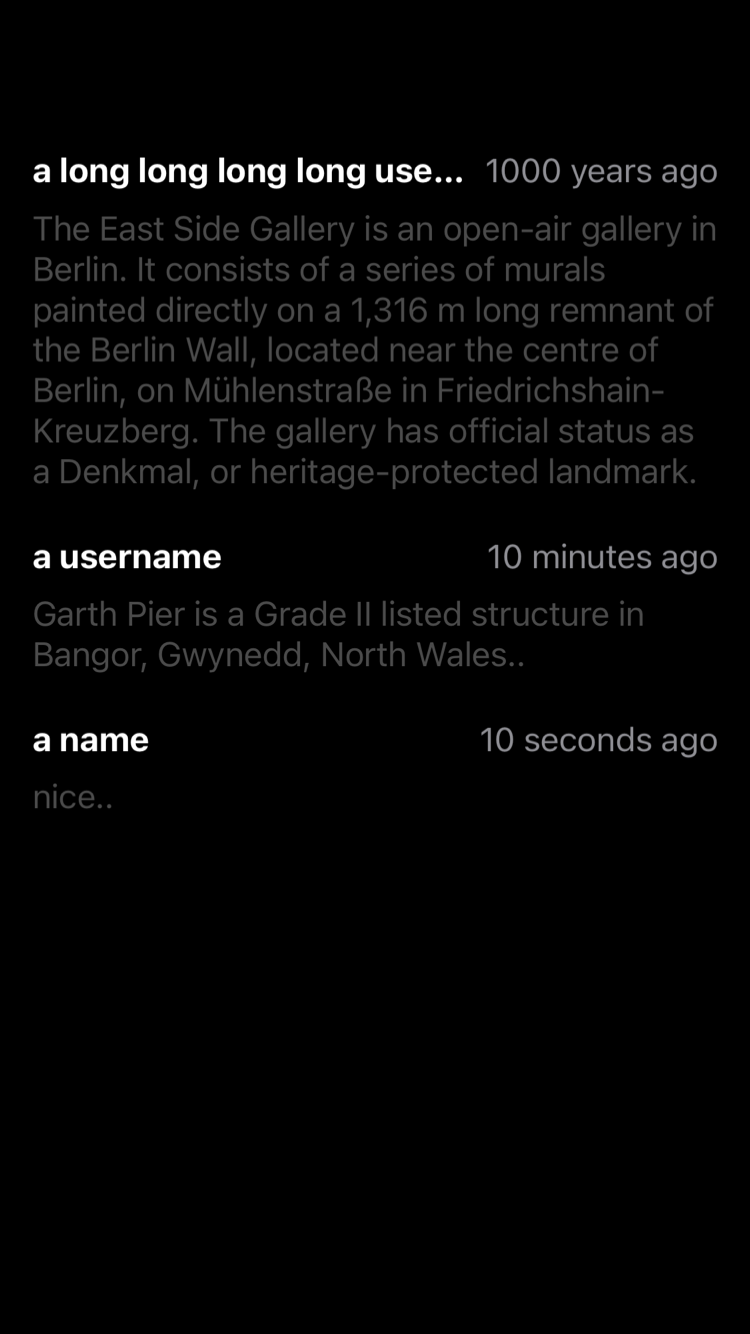 a long long long long use... 1000 years ago
The East Side Gallery is an open-air gallery in
Berlin. It consists of a series of murals
painted directly on a 1,316 m long remnant of
the Berlin Wall, located near the centre of
Berlin, on Mühlenstraße in Friedrichshain-
Kreuzberg. The gallery has official status as
a Denkmal, or heritage-protected landmark.
a username 10 minutes ago
Garth Pier is a Grade II listed structure in
Bangor, Gwynedd, North Wales..
a name 10 seconds ago
nice..